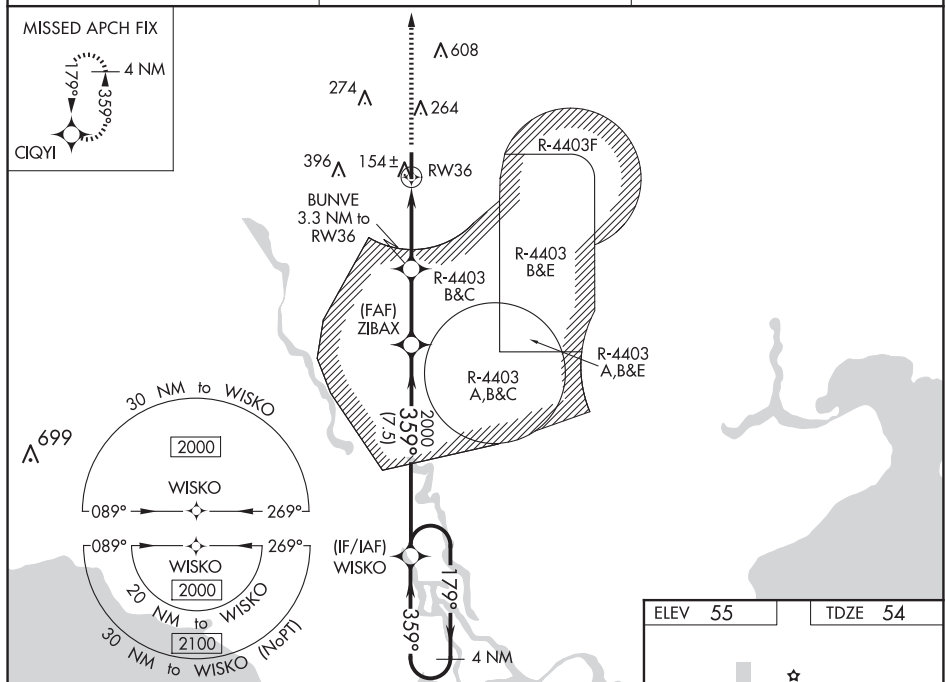 MISSED APCH FIX
4 NM
179°
359°
CIQYI
608
274
264
396
154±
RW36
BUNVE
3.3 NM to
RW36
R-4403F
R-4403
B&E
R-4403
B&C
(FAF)
ZIBAX
R-4403
A,B&C
R-4403
A,B&E
2000
359°
(7.5)
699
30 NM to WISKO
2000
WISKO
089°
269°
089°
269°
WISKO
2000
20 NM to WISKO
2100
30 NM to WISKO (NoPT)
(IF/IAF)
WISKO
179°
359°
4 NM
ELEV 55
TDZE 54